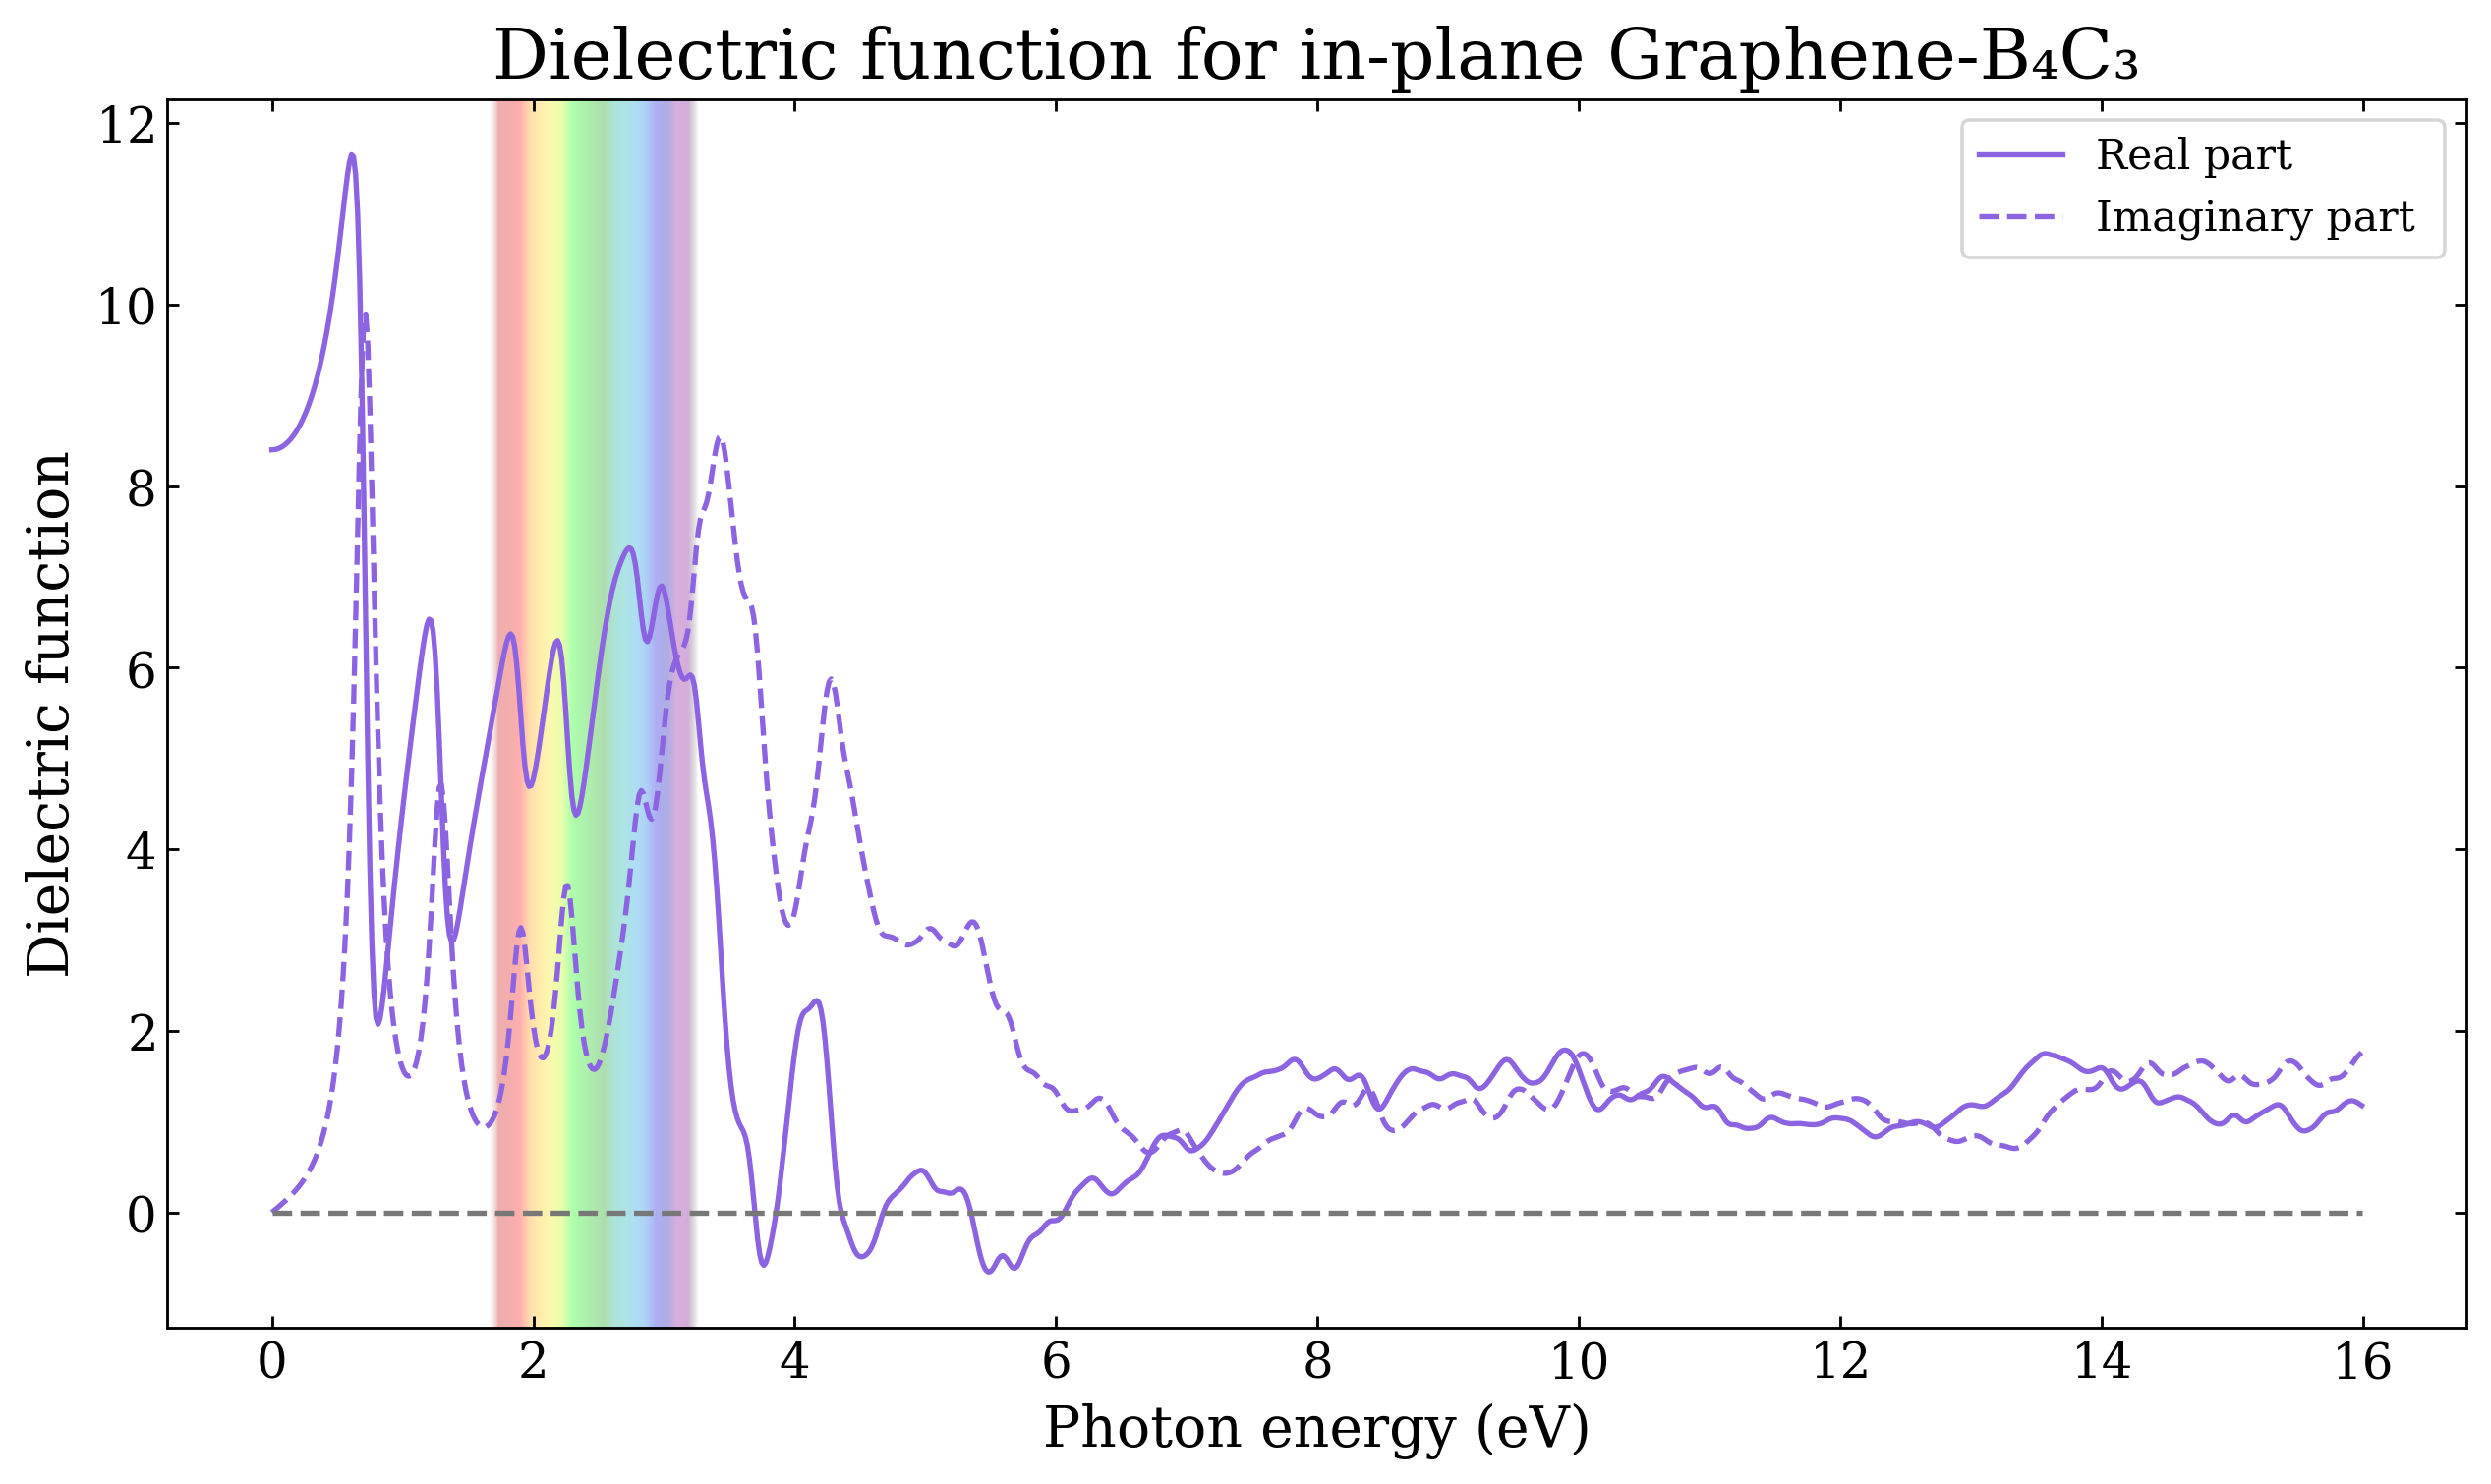 Dielectric function for in-plane Graphene-B₄C₃
Real part
Imaginary part
12
10
8
6
4
2
0
Dielectric function
0 2 4 6 8 10 12 14 16
Photon energy (eV)